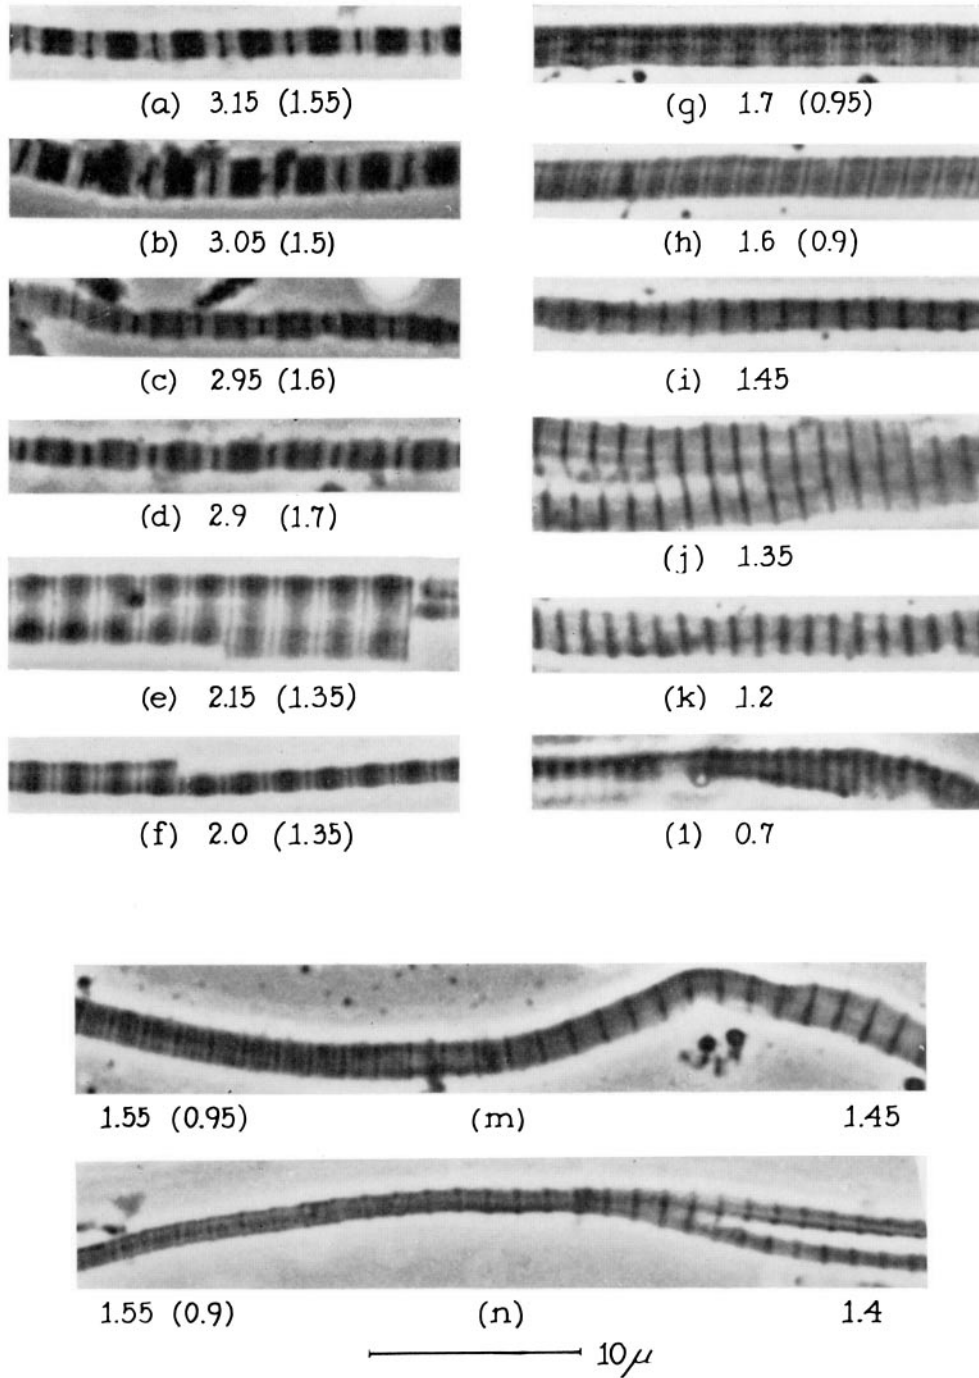 (a) 3.15 (1.55)
(b) 3.05 (1.5)
(c) 2.95 (1.6)
(d) 2.9 (1.7)
(e) 2.15 (1.35)
(f) 2.0 (1.35)
(g) 1.7 (0.95)
(h) 1.6 (0.9)
(i) 1.45
(j) 1.35
(k) 1.2
(l) 0.7
1.55 (0.95) (m) 1.45
1.55 (0.9) (n) 1.4
10μ